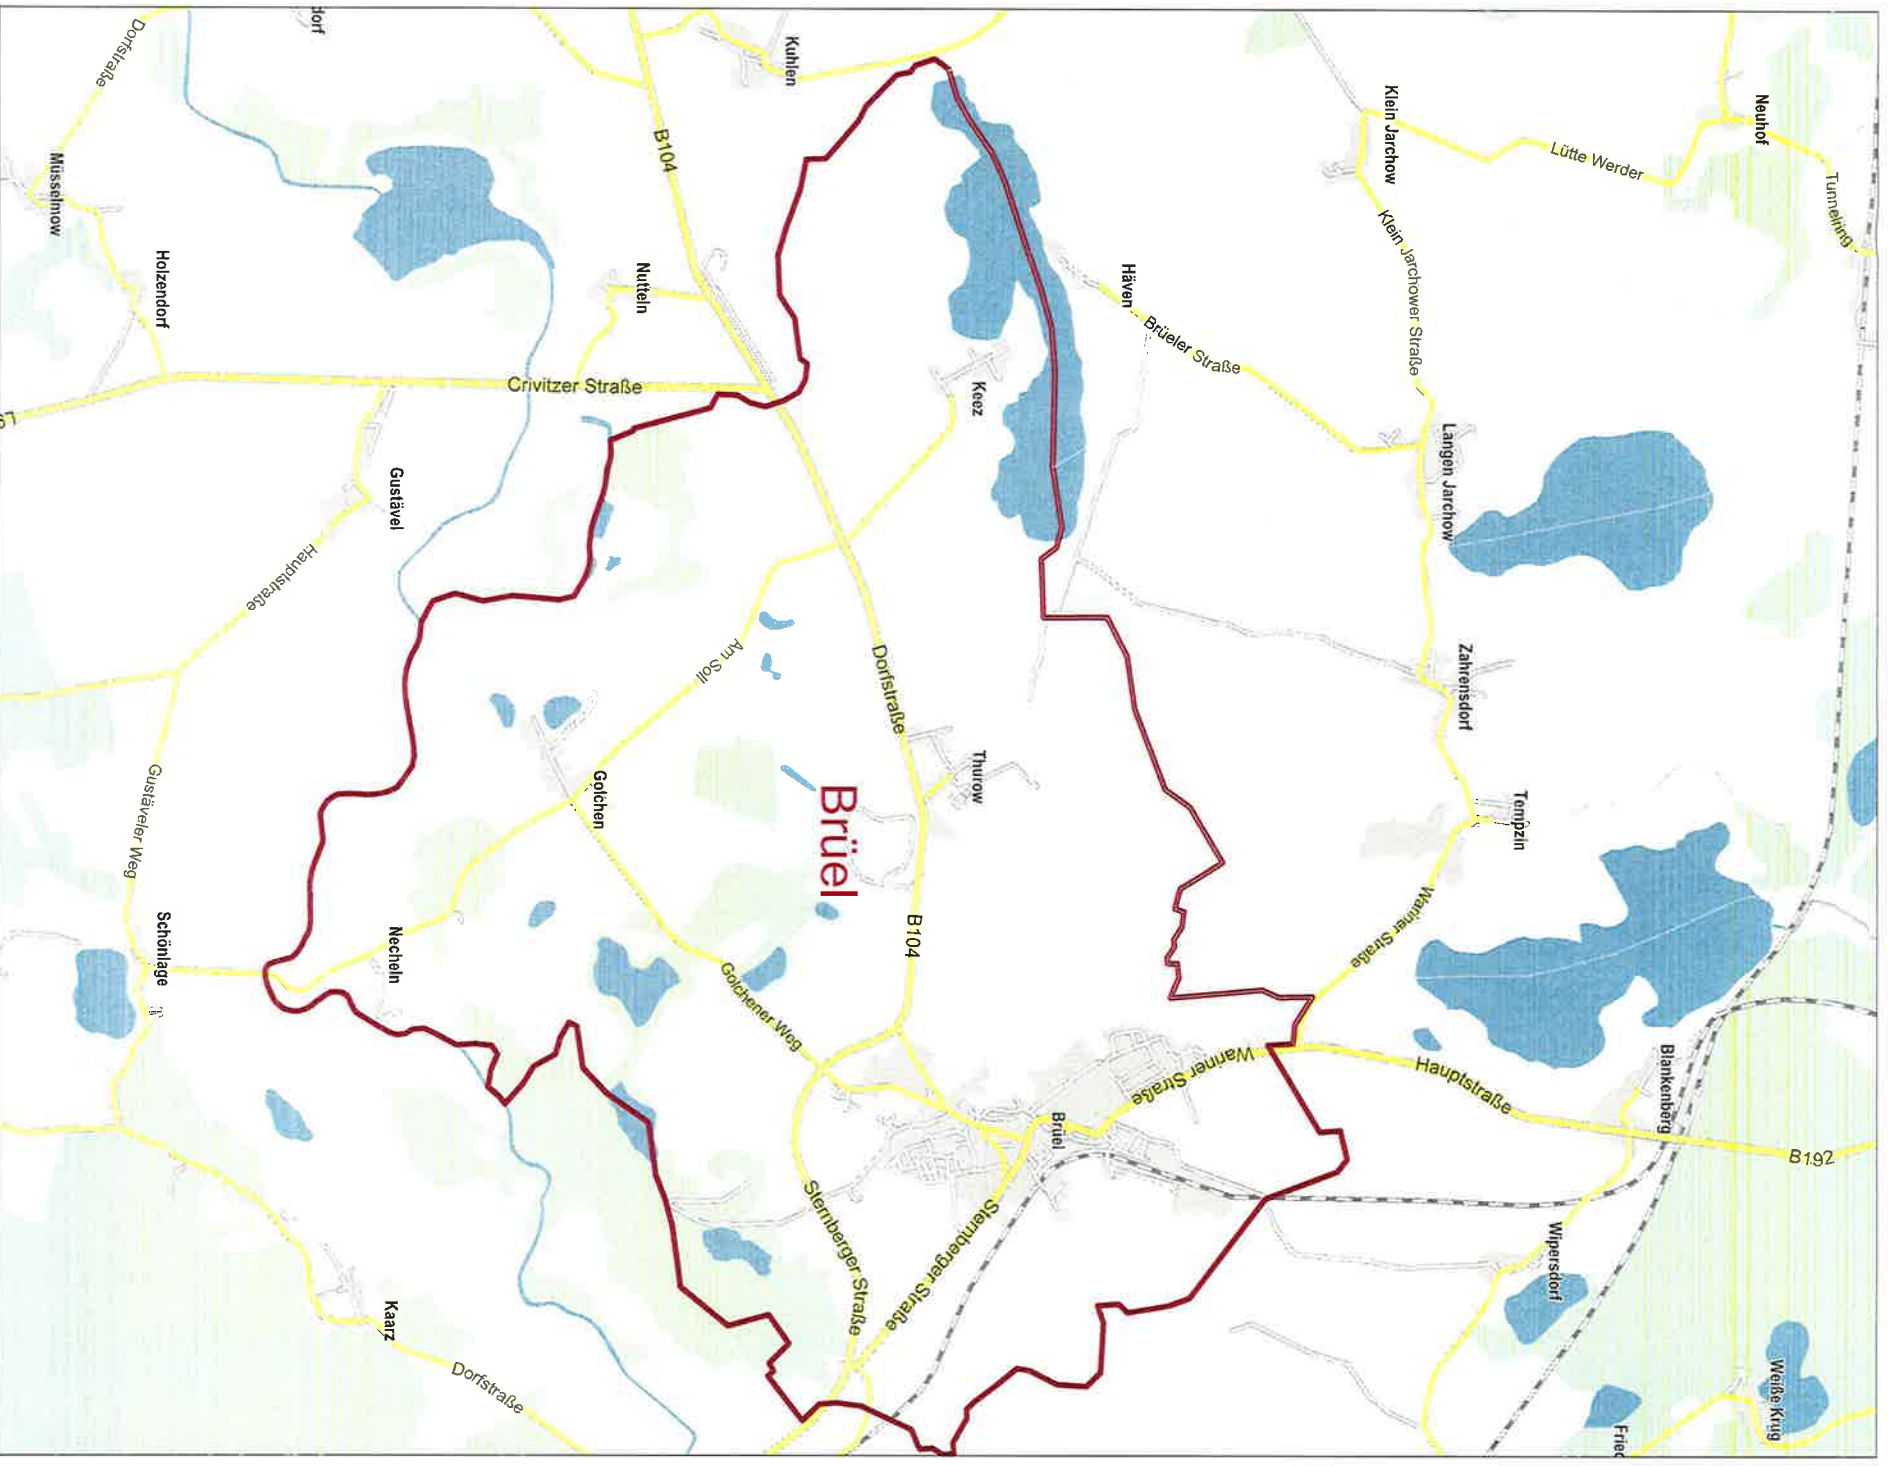 Neuhof
Tunnelring
Lütte Werder
Klein Jarchow
Klein Jarchower Straße
Kuhlen
dorf
Dorfstraße
Müsselmow
B104
Häven
Brüeler Straße
Holzendorf
Nutteln
Crivitzer Straße
Keez
Langen Jarchow
Gustävel
Hauptstraße
Zahrensdorf
Am Soll
Dorfstraße
Thurow
Tempzin
Golchen
Brüel
Gustäveler Weg
Schönlage
Necheln
B104
Wariner Straße
Golchener Weg
Wariner Straße
Hauptstraße
Blankenberg
B192
Brüel
Sternberger Straße
Sternberger Straße
Wipersdorf
Kaarz
Dorfstraße
Weiße Krug
Fried